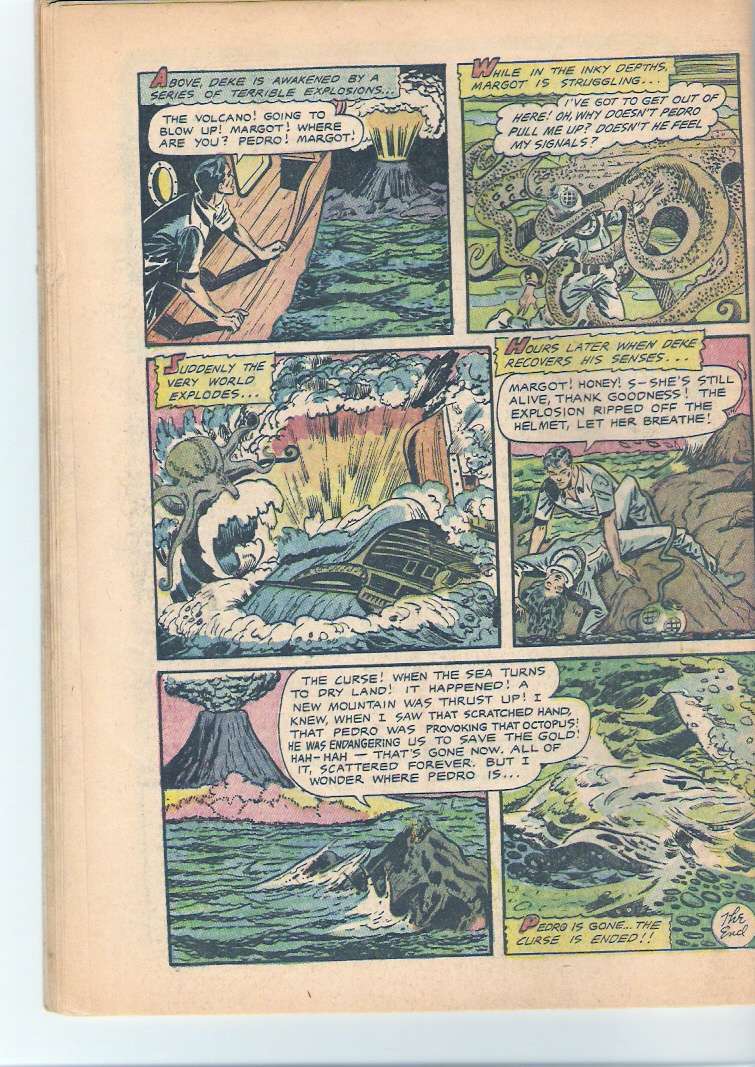 ABOVE, DEKE IS AWAKENED BY A
SERIES OF TERRIBLE EXPLOSIONS...
THE VOLCANO! GOING TO
BLOW UP! MARGOT! WHERE
ARE YOU? PEDRO! MARGOT!
WHILE IN THE INKY DEPTHS,
MARGOT IS STRUGGLING...
I'VE GOT TO GET OUT OF
HERE! OH, WHY DOESN'T PEDRO
PULL ME UP? DOESN'T HE FEEL
MY SIGNALS?
SUDDENLY THE
VERY WORLD
EXPLODES...
HOURS LATER WHEN DEKE
RECOVERS HIS SENSES...
MARGOT! HONEY! S-SHE'S STILL
ALIVE, THANK GOODNESS! THE
EXPLOSION RIPPED OFF THE
HELMET, LET HER BREATHE!
THE CURSE! WHEN THE SEA TURNS
TO DRY LAND! IT HAPPENED! A
NEW MOUNTAIN WAS THRUST UP! I
KNEW, WHEN I SAW THAT SCRATCHED HAND,
THAT PEDRO WAS PROVOKING THAT OCTOPUS!
HE WAS ENDANGERING US TO SAVE THE GOLD!
HAH-HAH — THAT'S GONE NOW. ALL OF
IT, SCATTERED FOREVER. BUT I
WONDER WHERE PEDRO IS...
PEDRO IS GONE... THE
CURSE IS ENDED!!
The
End